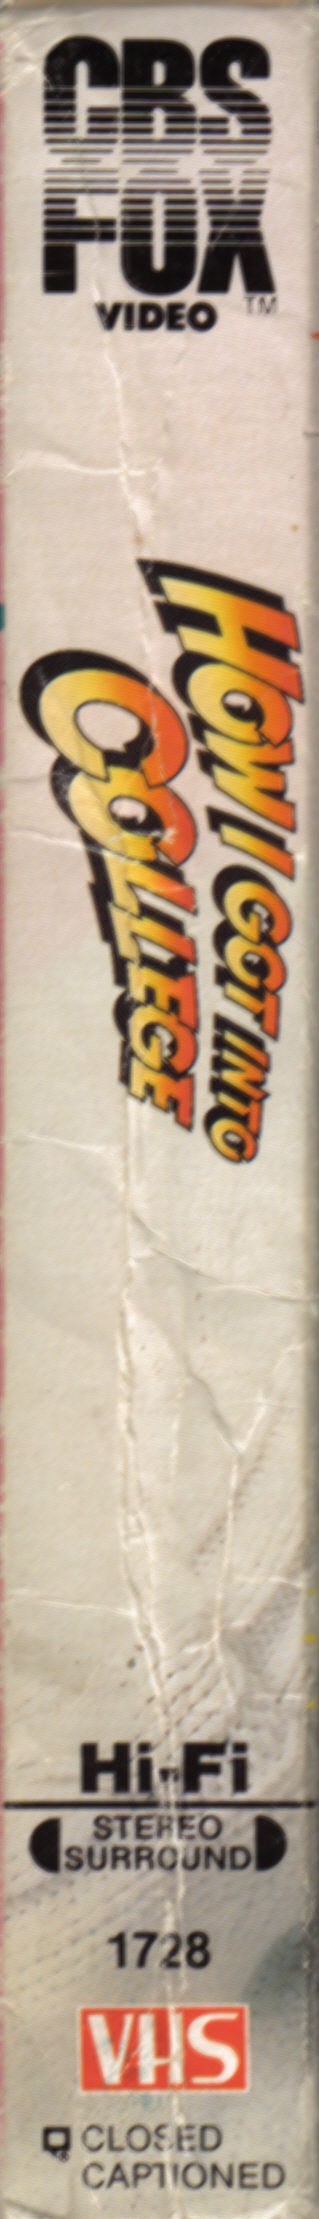 CBS
FOX
VIDEO TM
HOW I GOT INTO
COLLEGE
Hi-Fi
STEREO
SURROUND
1728
VHS
CLOSED
CAPTIONED